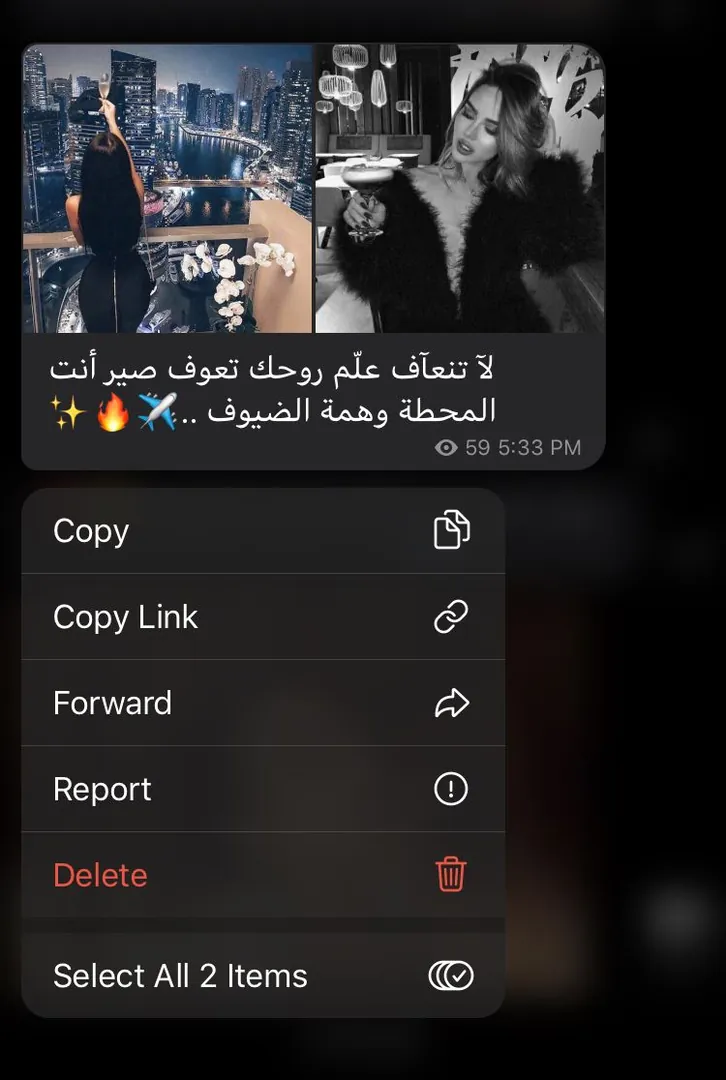 لآ تنعآف علّم روحك تعوف صير أنت
المحطة وهمة الضيوف ..✈️🔥✨
59 5:33 PM
Copy
Copy Link
Forward
Report
Delete
Select All 2 Items